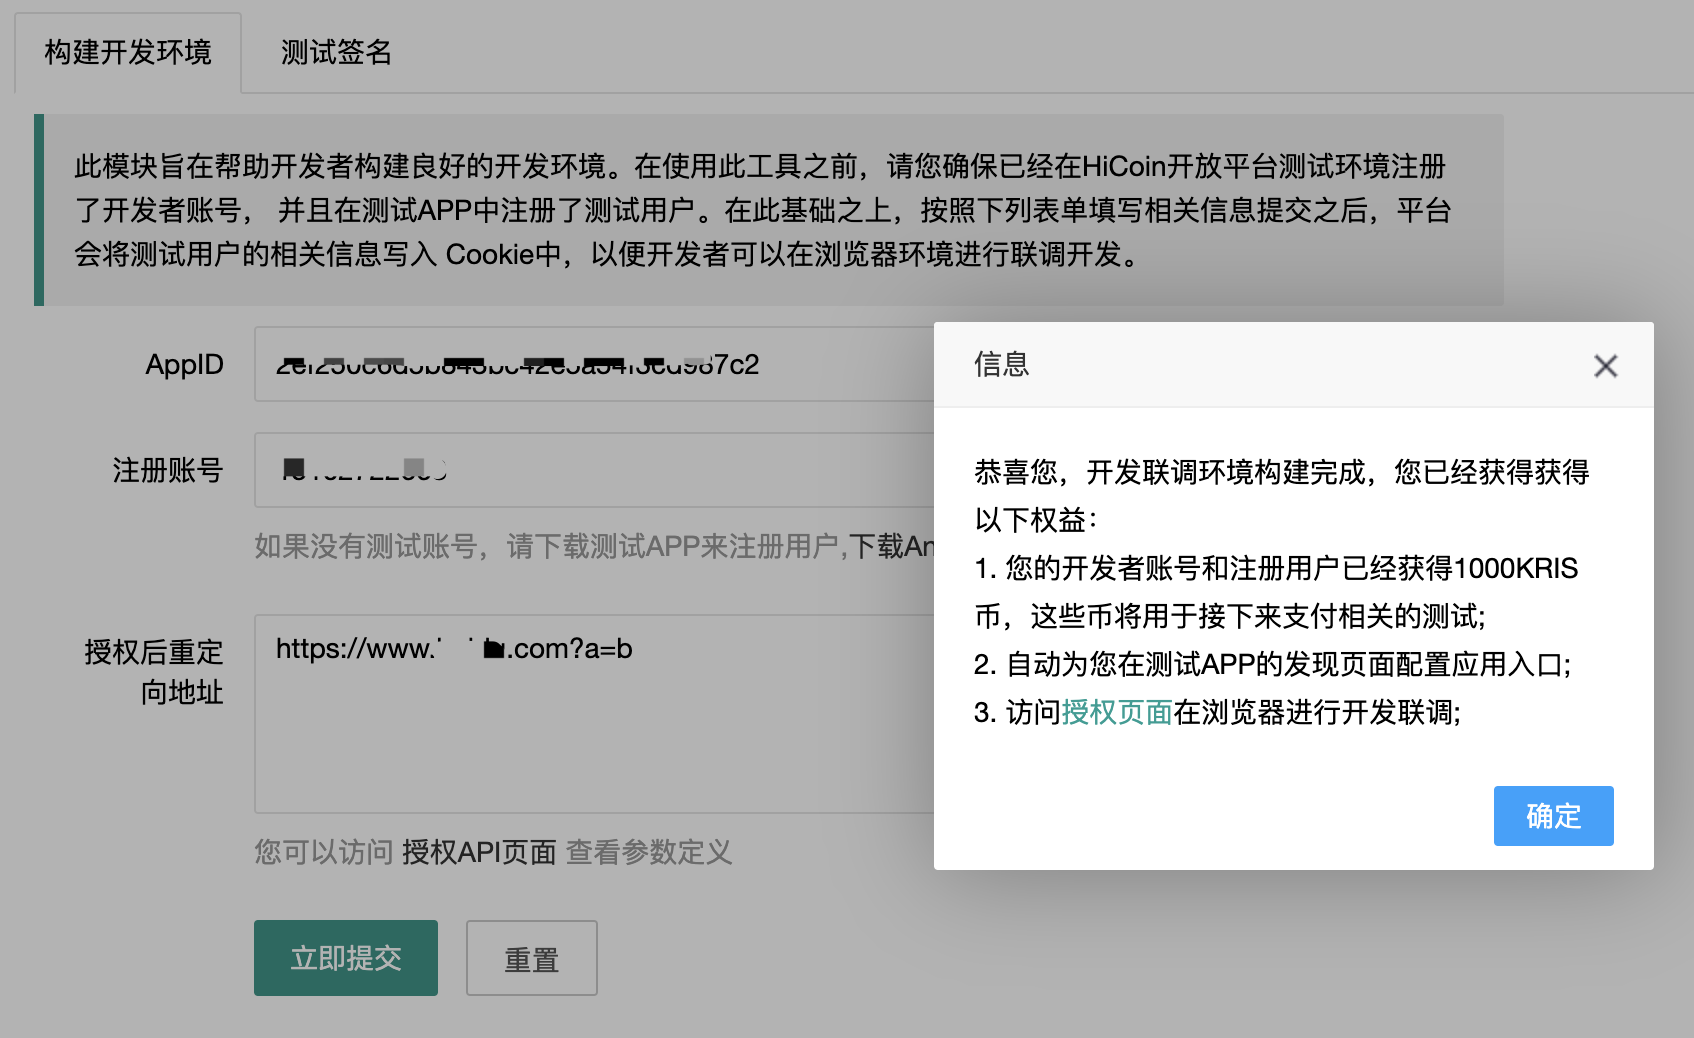 构建开发环境
测试签名
此模块旨在帮助开发者构建良好的开发环境。在使用此工具之前，请您确保已经在HiCoin开放平台测试环境注册
了开发者账号， 并且在测试APP中注册了测试用户。在此基础之上，按照下列表单填写相关信息提交之后，平台
会将测试用户的相关信息写入 Cookie中，以便开发者可以在浏览器环境进行联调开发。
AppID
注册账号
如果没有测试账号，请下载测试APP来注册用户,下载An
授权后重定
向地址
https://www. .com?a=b
您可以访问 授权API页面 查看参数定义
立即提交
重置
信息
恭喜您，开发联调环境构建完成，您已经获得获得
以下权益：
1. 您的开发者账号和注册用户已经获得1000KRIS
币，这些币将用于接下来支付相关的测试;
2. 自动为您在测试APP的发现页面配置应用入口;
3. 访问授权页面在浏览器进行开发联调;
确定